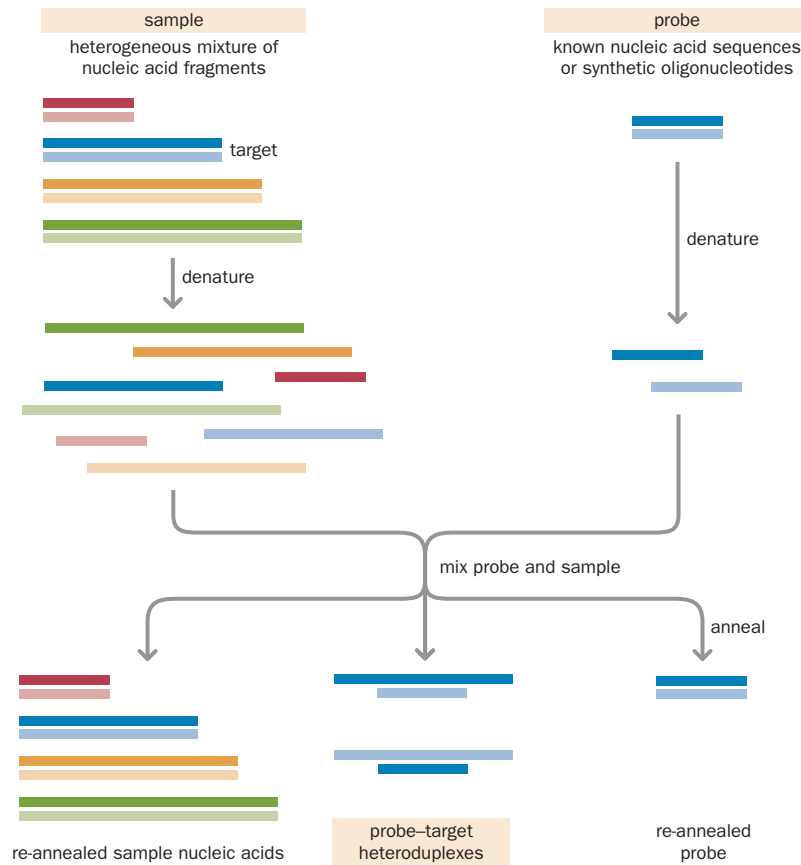 sample
heterogeneous mixture of
nucleic acid fragments
probe
known nucleic acid sequences
or synthetic oligonucleotides
target
denature
denature
mix probe and sample
anneal
re-annealed sample nucleic acids
probe–target
heteroduplexes
re-annealed
probe